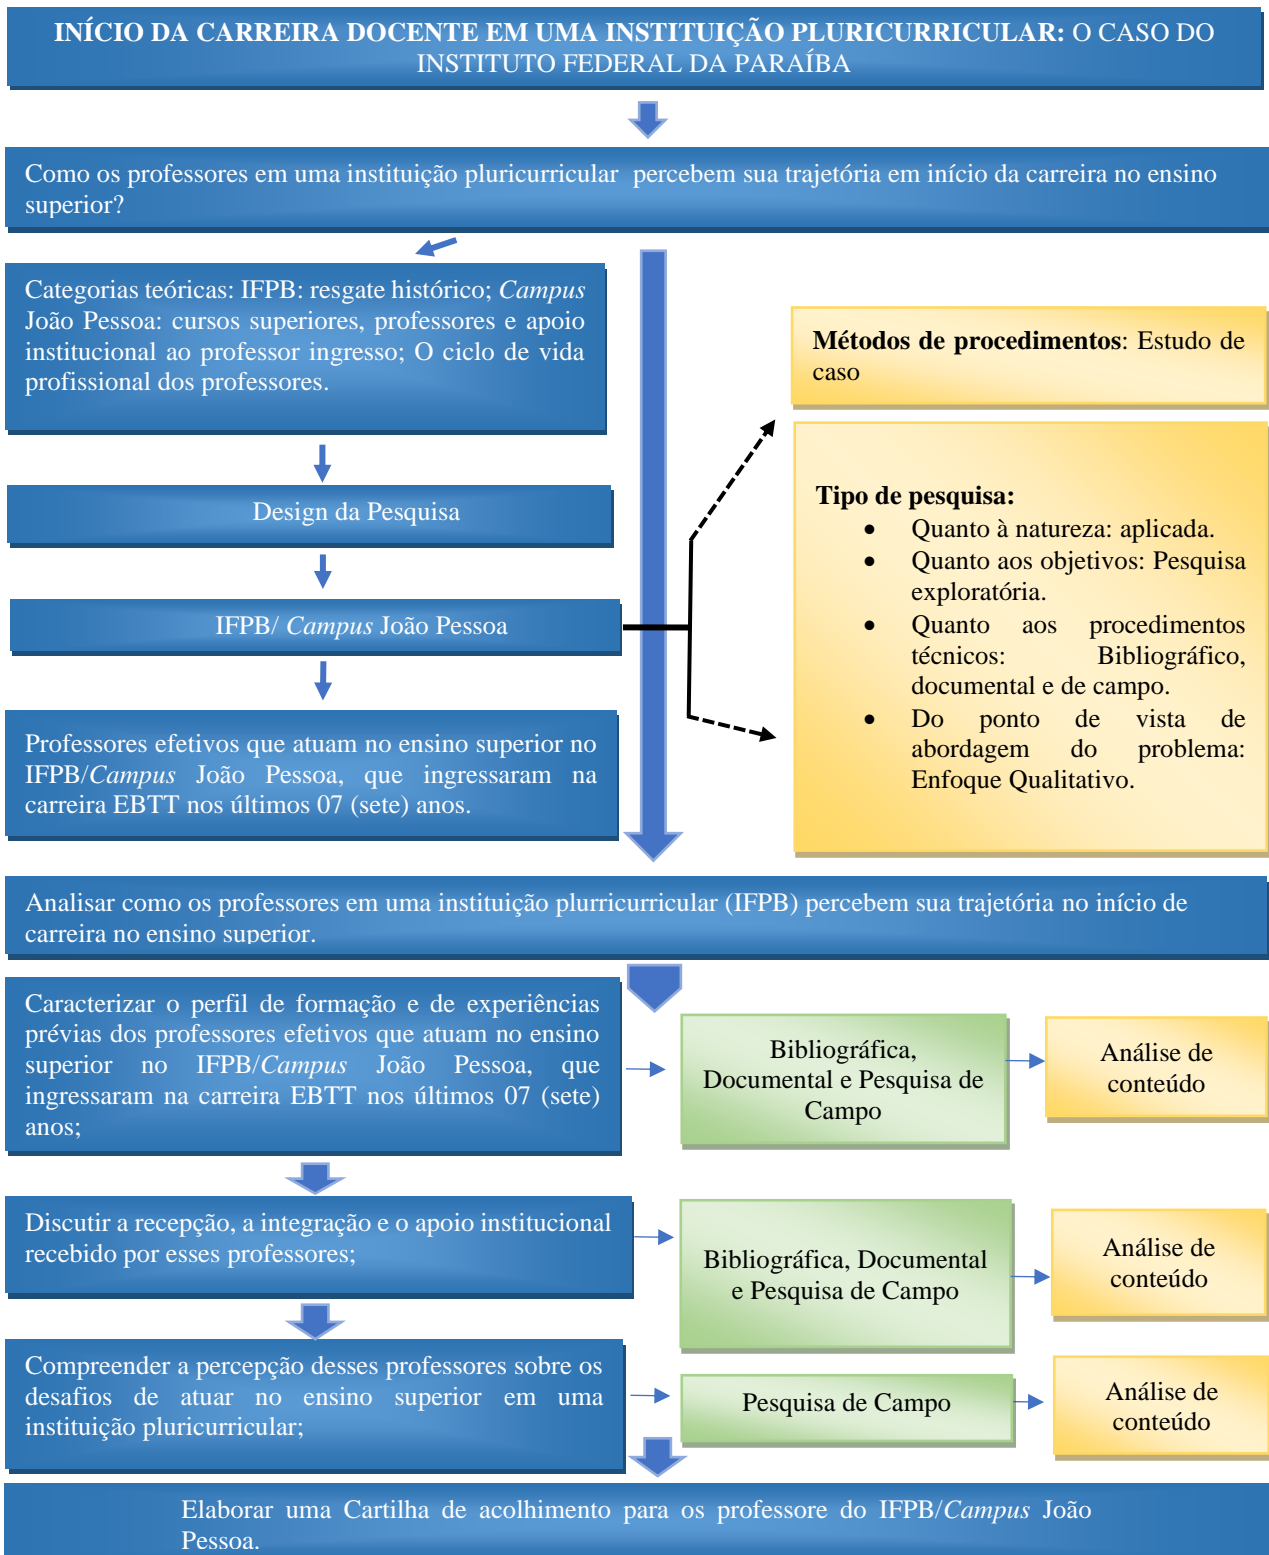 INÍCIO DA CARREIRA DOCENTE EM UMA INSTITUIÇÃO PLURICURRICULAR: O CASO DO
INSTITUTO FEDERAL DA PARAÍBA
Como os professores em uma instituição pluricurricular percebem sua trajetória em início da carreira no ensino
superior?
Categorias teóricas: IFPB: resgate histórico; Campus
João Pessoa: cursos superiores, professores e apoio
institucional ao professor ingresso; O ciclo de vida
profissional dos professores.
Design da Pesquisa
IFPB/ Campus João Pessoa
Professores efetivos que atuam no ensino superior no
IFPB/Campus João Pessoa, que ingressaram na
carreira EBTT nos últimos 07 (sete) anos.
Métodos de procedimentos: Estudo de
caso
Tipo de pesquisa:
• Quanto à natureza: aplicada.
• Quanto aos objetivos: Pesquisa
exploratória.
• Quanto aos procedimentos
técnicos: Bibliográfico,
documental e de campo.
• Do ponto de vista de
abordagem do problema:
Enfoque Qualitativo.
Analisar como os professores em uma instituição plurricurricular (IFPB) percebem sua trajetória no início de
carreira no ensino superior.
Caracterizar o perfil de formação e de experiências
prévias dos professores efetivos que atuam no ensino
superior no IFPB/Campus João Pessoa, que
ingressaram na carreira EBTT nos últimos 07 (sete)
anos;
Bibliográfica,
Documental e Pesquisa de
Campo
Análise de
conteúdo
Discutir a recepção, a integração e o apoio institucional
recebido por esses professores;
Bibliográfica, Documental
e Pesquisa de Campo
Análise de
conteúdo
Compreender a percepção desses professores sobre os
desafios de atuar no ensino superior em uma
instituição pluricurricular;
Pesquisa de Campo
Análise de
conteúdo
Elaborar uma Cartilha de acolhimento para os professore do IFPB/Campus João
Pessoa.